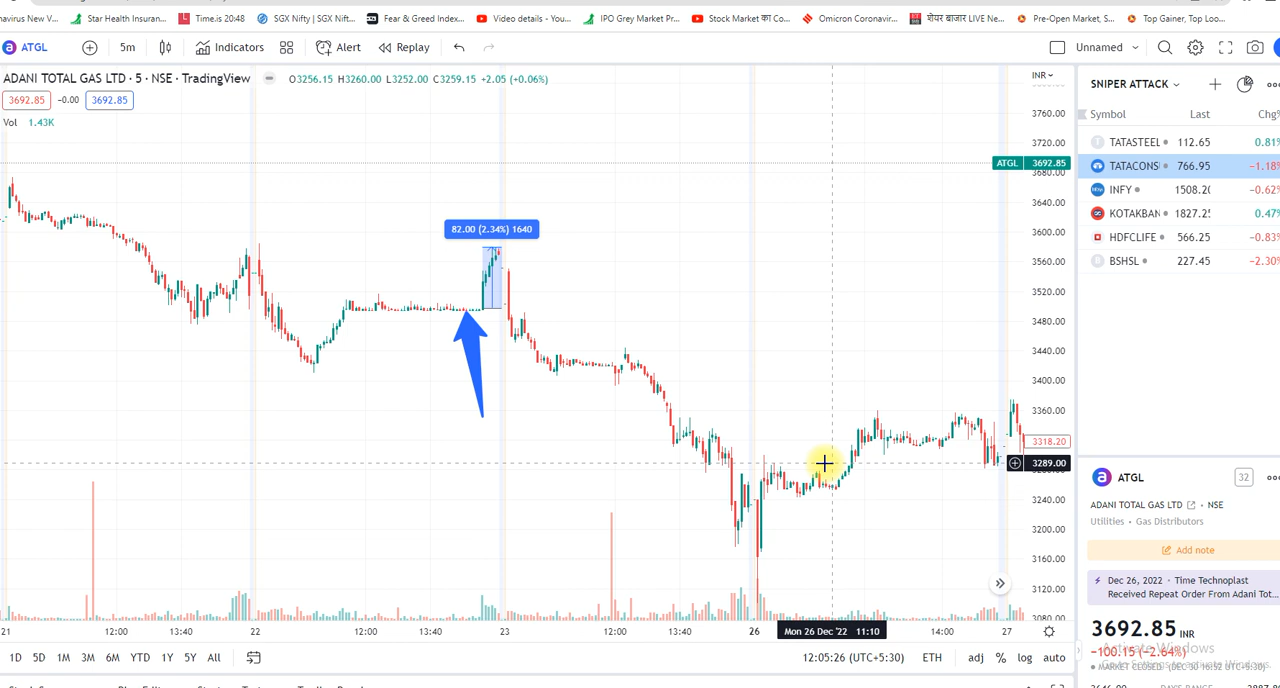 Star Health Insuran...
Time.is 20:48
SGX Nifty | SGX Nift...
Fear & Greed Index...
Video details - You...
IPO Grey Market Pr...
Stock Market का Co...
Omicron Coronavir...
शेयर बाजार LIVE Ne...
Pre-Open Market, S...
Top Gainer, Top Loo...
ATGL 5m Indicators Alert Replay Unnamed
ADANI TOTAL GAS LTD · 5 · NSE · TradingView O3256.15 H3260.00 L3252.00 C3259.15 +2.05 (+0.06%)
3692.85 -0.00 3692.85
Vol 1.43K
INR
3760.00
3720.00
ATGL 3692.85
3680.00
3640.00
3600.00
3560.00
3520.00
3480.00
3440.00
3400.00
3360.00
3318.20
3289.00
3240.00
3200.00
3160.00
3120.00
3080.00
82.00 (2.34%) 1640
21 12:00 13:40 22 12:00 13:40 23 12:00 13:40 26 Mon 26 Dec '22 11:10 14:00 27
1D 5D 1M 3M 6M YTD 1Y 5Y All 12:05:26 (UTC+5:30) ETH adj % log auto
SNIPER ATTACK
Symbol Last Chg%
TATASTEEL 112.65 0.81%
TATACONS 766.95 −1.18%
INFY 1508.20 −0.62%
KOTAKBAN 1827.25 0.47%
HDFCLIFE 566.25 −0.83%
BSHSL 227.45 −2.30%
ATGL 32
ADANI TOTAL GAS LTD · NSE
Utilities · Gas Distributors
Add note
Dec 26, 2022 · Time Technoplast
Received Repeat Order From Adani Tot...
3692.85 INR
−100.15 (−2.64%)
Activate Windows
Go to Settings to activate Windows.
MARKET CLOSED